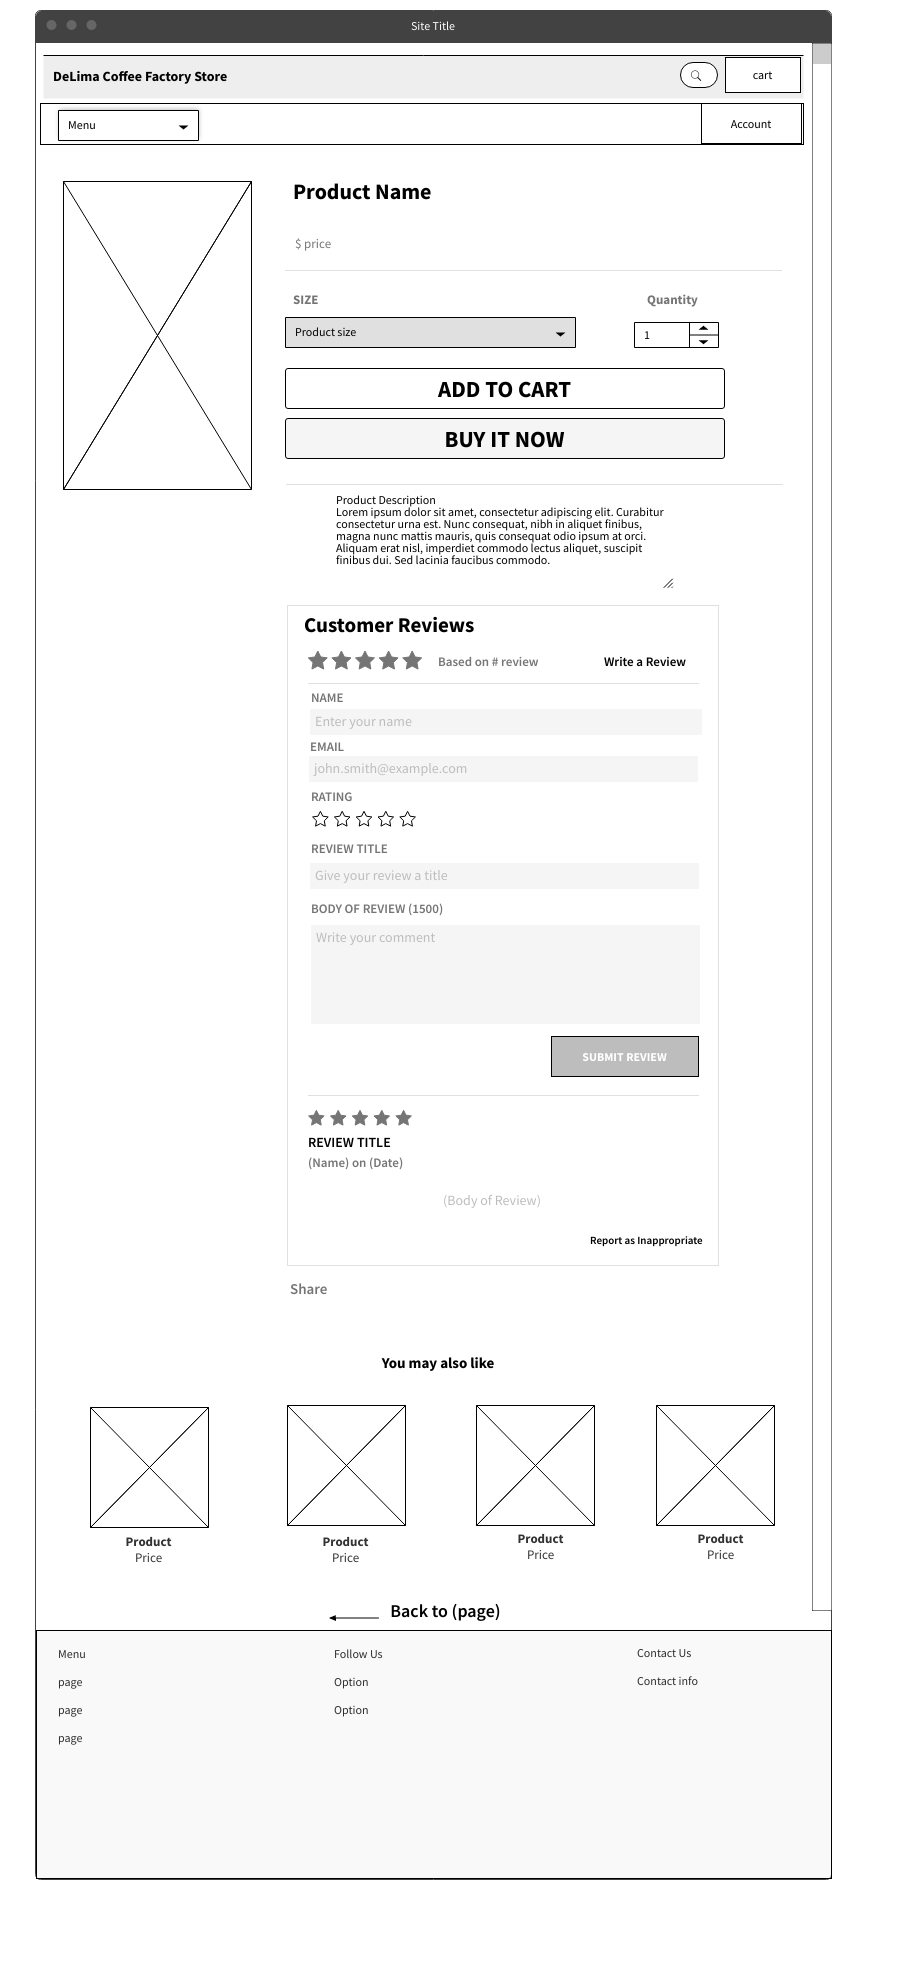 Site Title
DeLima Coffee Factory Store
cart
Menu
Account
Product Name
$ price
SIZE
Quantity
Product size
1
ADD TO CART
BUY IT NOW
Product Description
Lorem ipsum dolor sit amet, consectetur adipiscing elit. Curabitur
consectetur urna est. Nunc consequat, nibh in aliquet finibus,
magna nunc mattis mauris, quis consequat odio ipsum at orci.
Aliquam erat nisl, imperdiet commodo lectus aliquet, suscipit
finibus dui. Sed lacinia faucibus commodo.
Customer Reviews
Based on # review
Write a Review
NAME
Enter your name
EMAIL
john.smith@example.com
RATING
REVIEW TITLE
Give your review a title
BODY OF REVIEW (1500)
Write your comment
SUBMIT REVIEW
REVIEW TITLE
(Name) on (Date)
(Body of Review)
Report as Inappropriate
Share
You may also like
Product
Price
Product
Price
Product
Price
Product
Price
Back to (page)
Menu
page
page
page
Follow Us
Option
Option
Contact Us
Contact info